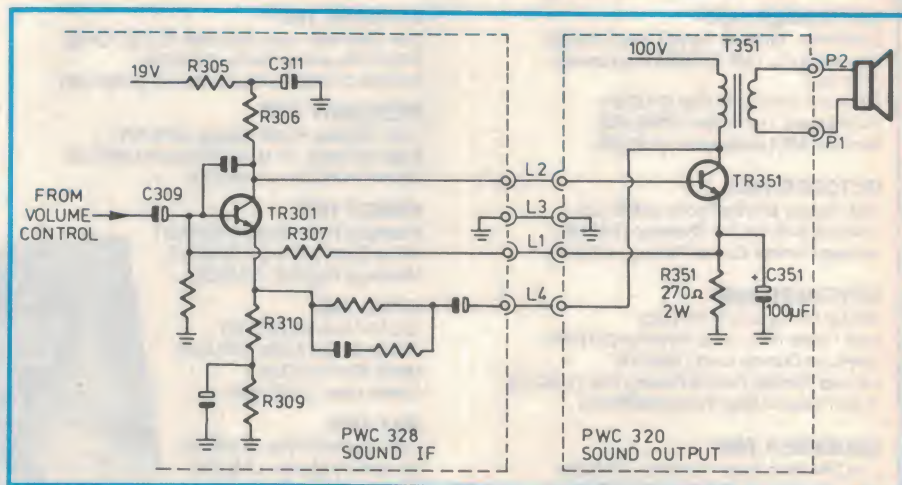 19V
R305
C311
R306
FROM
VOLUME
CONTROL
C309
TR301
R307
R310
R309
PWC 328
SOUND IF
L2
L3
L1
L4
100V
T351
P2
P1
TR351
R351
270Ω
2W
+
C351
100µF
PWC 320
SOUND OUTPUT